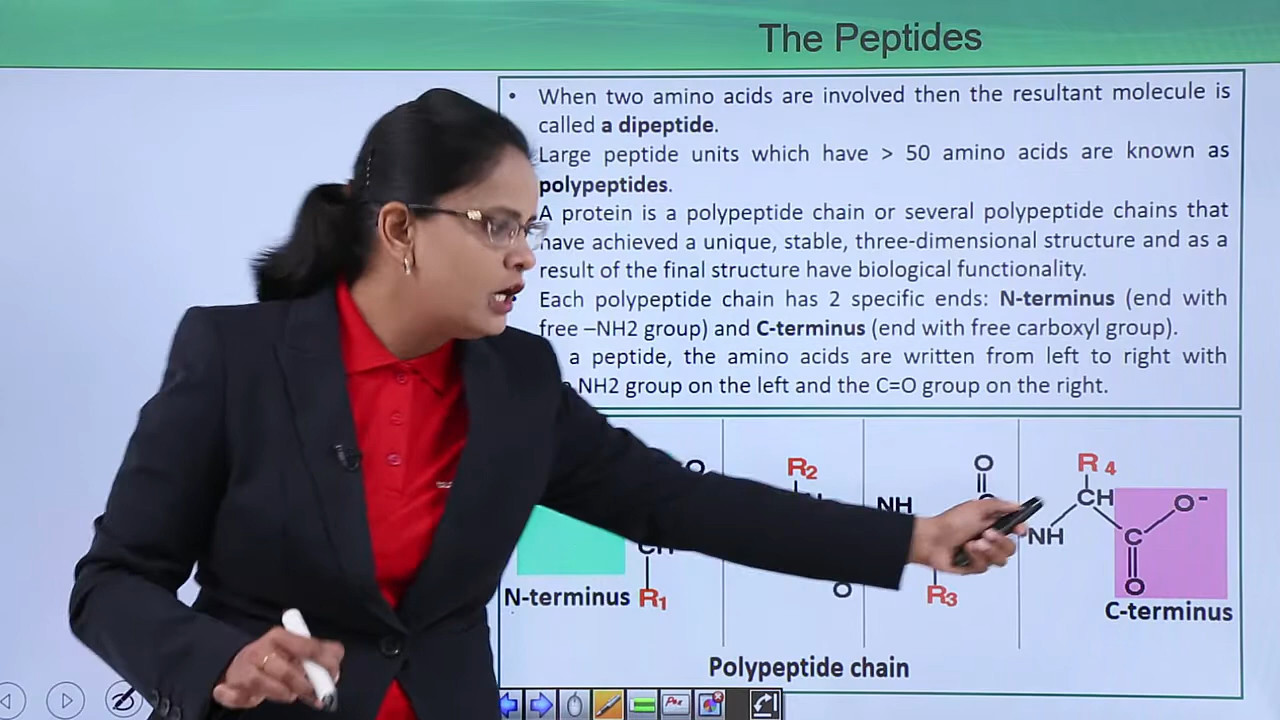 The Peptides
• When two amino acids are involved then the resultant molecule is
called a dipeptide.
Large peptide units which have > 50 amino acids are known as
polypeptides.
A protein is a polypeptide chain or several polypeptide chains that
have achieved a unique, stable, three-dimensional structure and as a
result of the final structure have biological functionality.
Each polypeptide chain has 2 specific ends: N-terminus (end with
free –NH2 group) and C-terminus (end with free carboxyl group).
a peptide, the amino acids are written from left to right with
NH2 group on the left and the C=O group on the right.
O R2 NH O R4
CH O-
NH C
CH O R3 O
N-terminus R1 C-terminus
Polypeptide chain